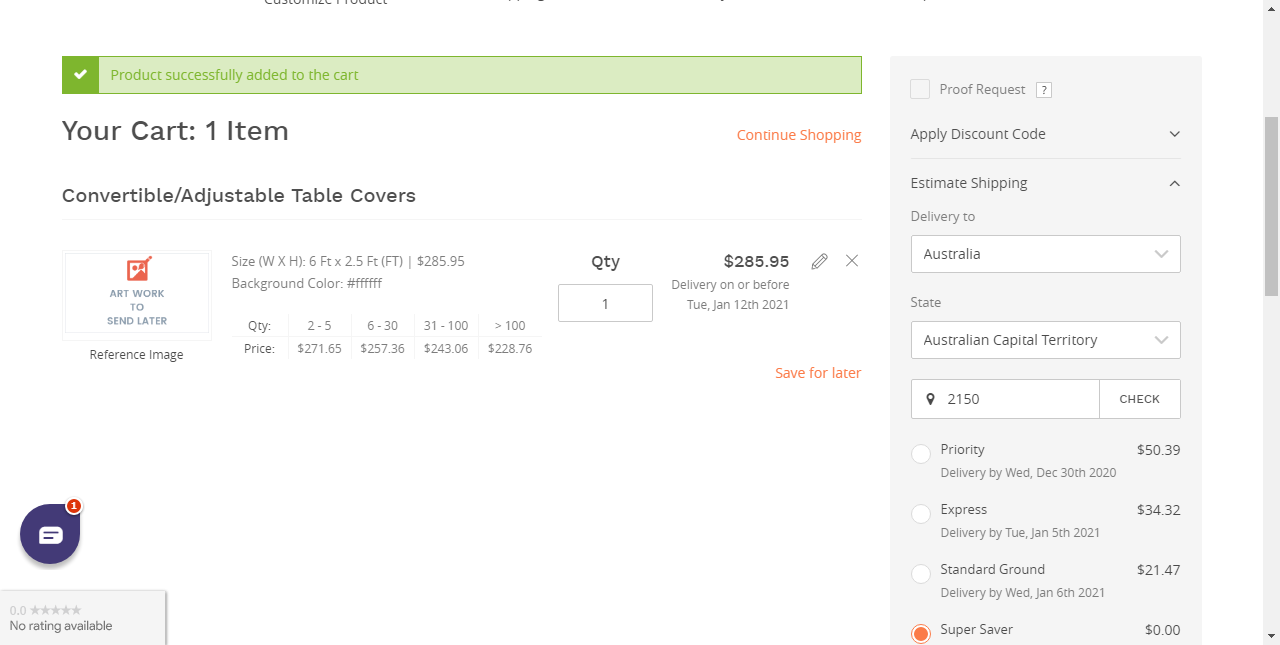 Customize Product
Product successfully added to the cart
Your Cart: 1 Item
Continue Shopping
Convertible/Adjustable Table Covers
ART WORK
TO
SEND LATER
Reference Image
Size (W X H): 6 Ft x 2.5 Ft (FT) | $285.95
Background Color: #ffffff
Qty: 2 - 5 6 - 30 31 - 100 > 100
Price: $271.65 $257.36 $243.06 $228.76
Qty
1
$285.95
Delivery on or before
Tue, Jan 12th 2021
Save for later
Proof Request ?
Apply Discount Code
Estimate Shipping
Delivery to
Australia
State
Australian Capital Territory
2150 CHECK
Priority $50.39
Delivery by Wed, Dec 30th 2020
Express $34.32
Delivery by Tue, Jan 5th 2021
Standard Ground $21.47
Delivery by Wed, Jan 6th 2021
Super Saver $0.00
1
0.0 ★★★★★
No rating available